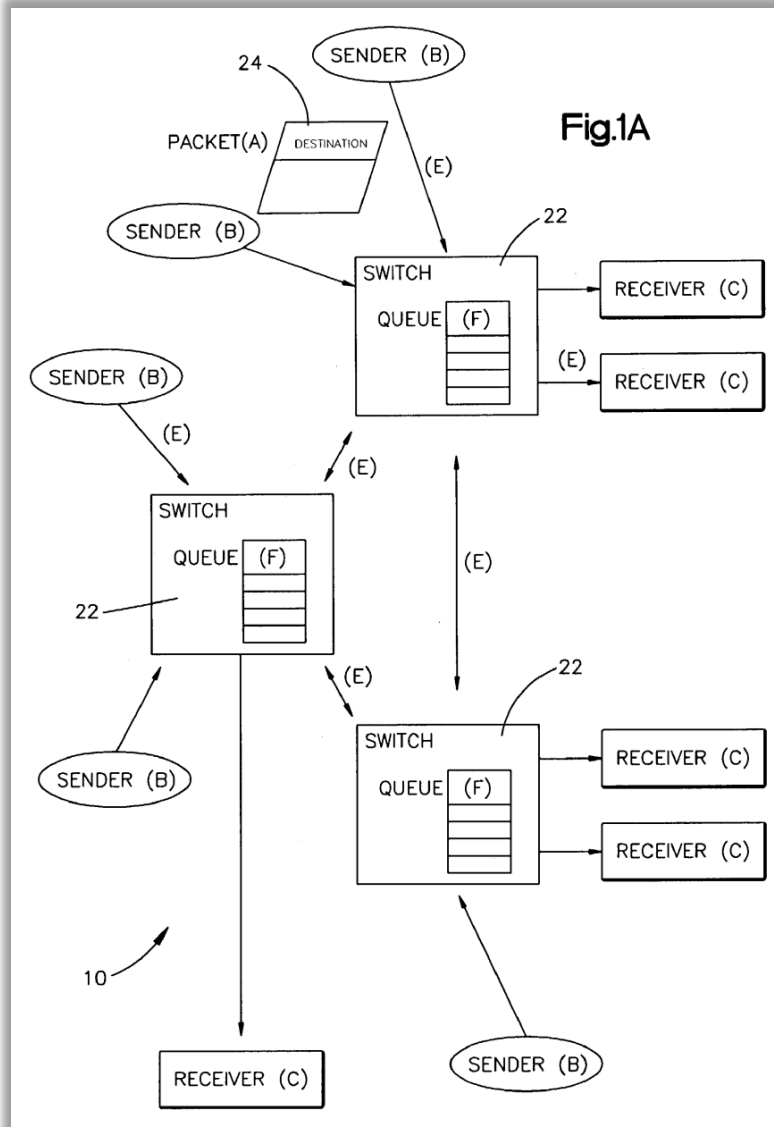 SENDER (B)
24
Fig.1A
PACKET(A)
DESTINATION
(E)
SENDER (B)
22
SWITCH
QUEUE (F)
RECEIVER (C)
(E)
RECEIVER (C)
SENDER (B)
(E)
(E)
SWITCH
QUEUE (F)
(E)
22
(E)
22
SWITCH
SENDER (B)
QUEUE (F)
RECEIVER (C)
RECEIVER (C)
10
RECEIVER (C)
SENDER (B)